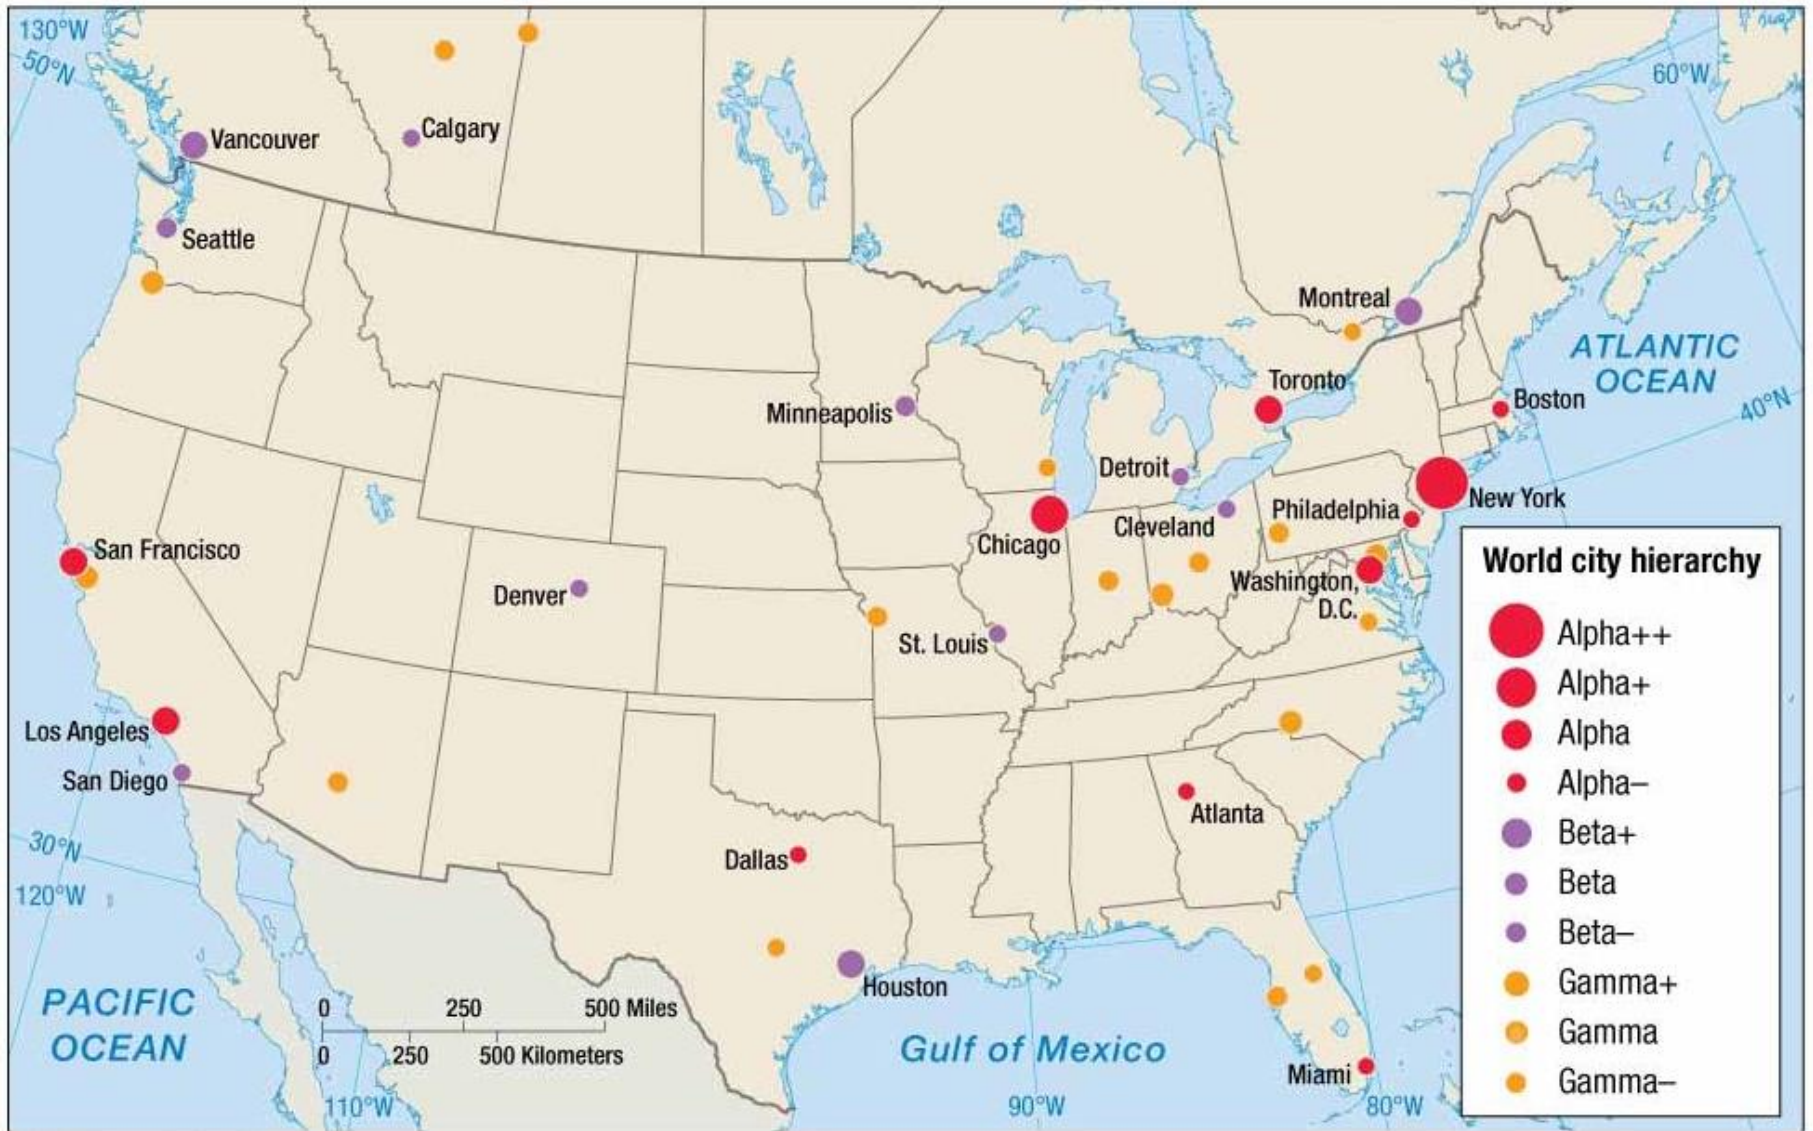 130°W
50°N
60°W
Vancouver
Calgary
Seattle
Montreal
ATLANTIC
OCEAN
Toronto
Minneapolis
Boston
40°N
Detroit
Philadelphia
New York
Cleveland
Chicago
San Francisco
Denver
Washington,
D.C.
St. Louis
Los Angeles
San Diego
Atlanta
Dallas
30°N
120°W
Houston
PACIFIC
OCEAN
0 250 500 Miles
0 250 500 Kilometers
Gulf of Mexico
Miami
110°W
90°W
80°W
World city hierarchy
Alpha++
Alpha+
Alpha
Alpha–
Beta+
Beta
Beta–
Gamma+
Gamma
Gamma–